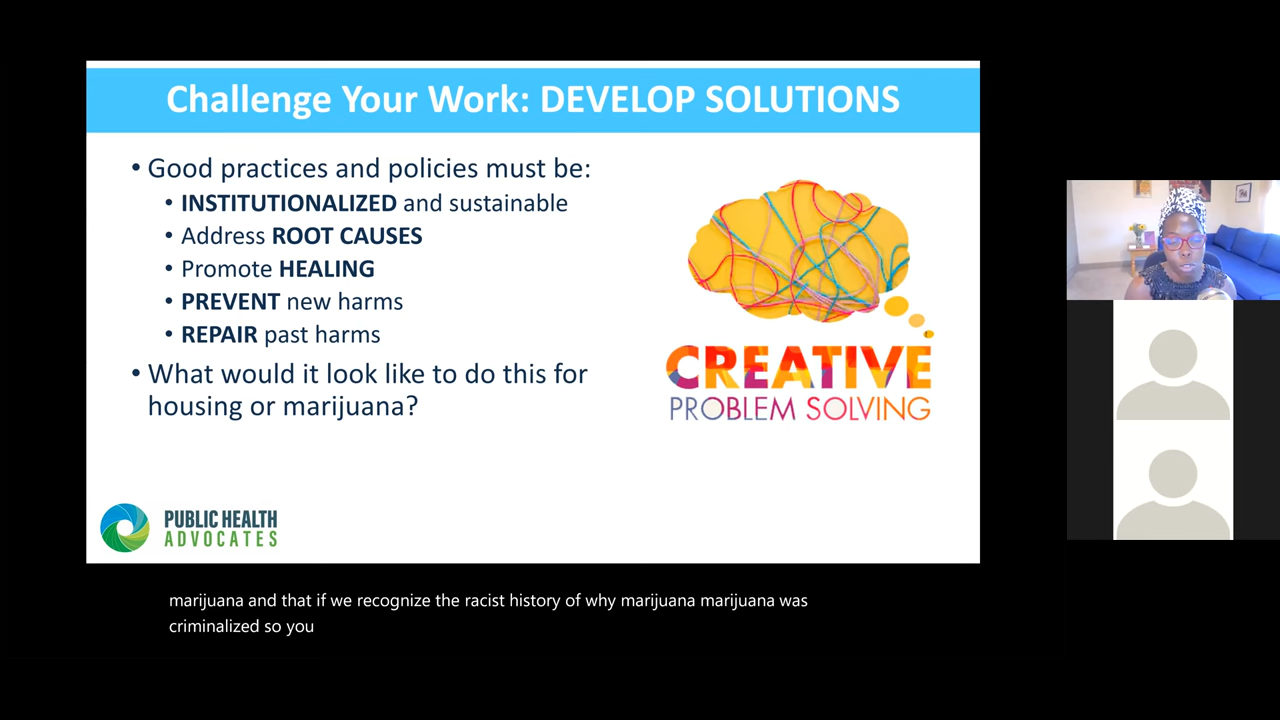 Challenge Your Work: DEVELOP SOLUTIONS
• Good practices and policies must be:
• INSTITUTIONALIZED and sustainable
• Address ROOT CAUSES
• Promote HEALING
• PREVENT new harms
• REPAIR past harms
• What would it look like to do this for
housing or marijuana?
CREATIVE
PROBLEM SOLVING
PUBLIC HEALTH
ADVOCATES
marijuana and that if we recognize the racist history of why marijuana marijuana was
criminalized so you